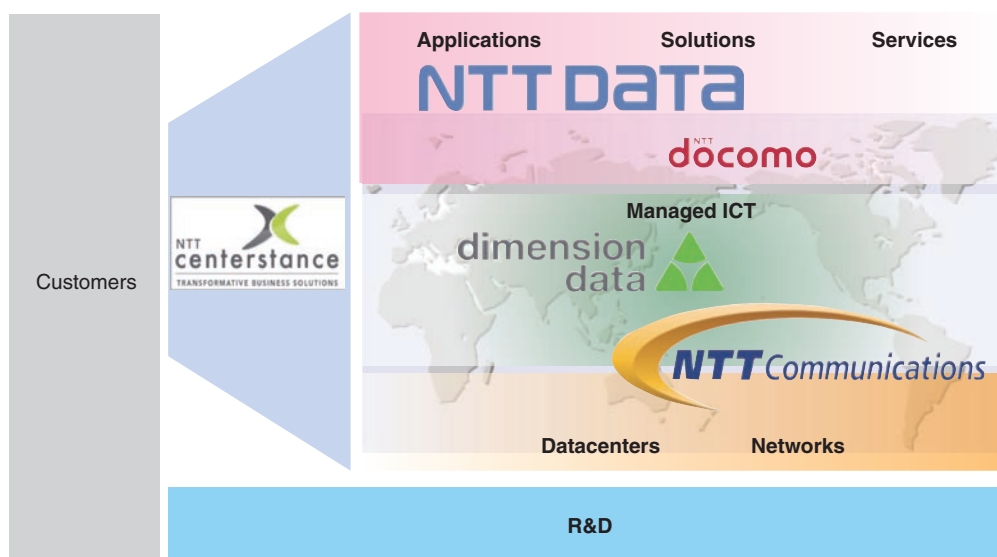 Applications Solutions Services
NTT DATA
NTT
docomo
Managed ICT
dimension
data
NTT
centerstance
TRANSFORMATIVE BUSINESS SOLUTIONS
Customers
NTT Communications
Datacenters Networks
R&D